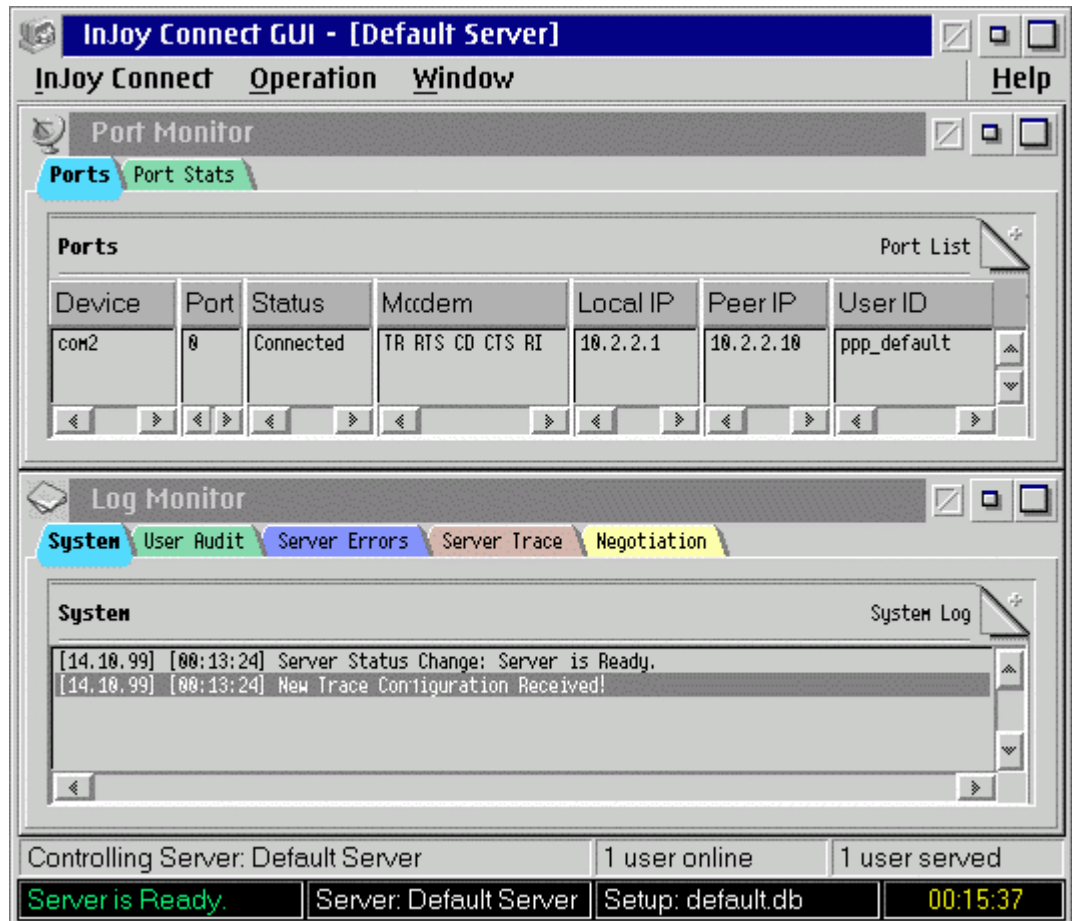 InJoy Connect GUI - [Default Server]
InJoy Connect Operation Window Help
Port Monitor
Ports Port Stats
Ports Port List
Device Port Status Modem Local IP Peer IP User ID
com2 0 Connected TR RTS CD CTS RI 10.2.2.1 10.2.2.10 ppp_default
Log Monitor
System User Audit Server Errors Server Trace Negotiation
System System Log
[14.10.99] [00:13:24] Server Status Change: Server is Ready.
[14.10.99] [00:13:24] New Trace Configuration Received!
Controlling Server: Default Server 1 user online 1 user served
Server is Ready. Server: Default Server Setup: default.db 00:15:37